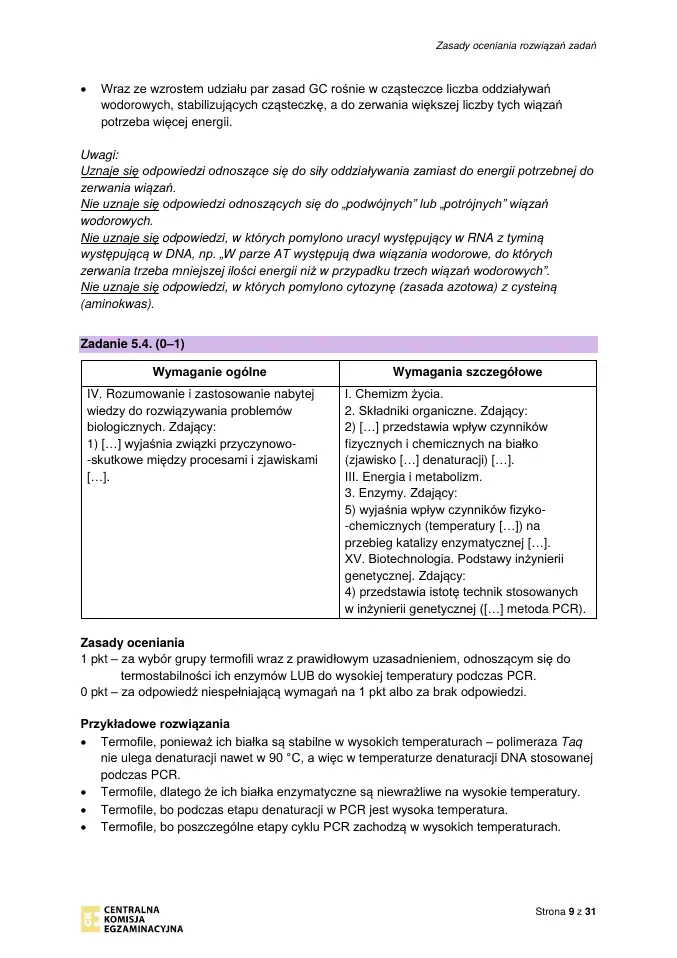 Zasady oceniania rozwiązań zadań
• Wraz ze wzrostem udziału par zasad GC rośnie w cząsteczce liczba oddziaływań
wodorowych, stabilizujących cząsteczkę, a do zerwania większej liczby tych wiązań
potrzeba więcej energii.
Uwagi:
Uznaje się odpowiedzi odnoszące się do siły oddziaływania zamiast do energii potrzebnej do
zerwania wiązań.
Nie uznaje się odpowiedzi odnoszących się do „podwójnych” lub „potrójnych” wiązań
wodorowych.
Nie uznaje się odpowiedzi, w których pomylono uracyl występujący w RNA z tyminą
występującą w DNA, np. „W parze AT występują dwa wiązania wodorowe, do których
zerwania trzeba mniejszej ilości energii niż w przypadku trzech wiązań wodorowych”.
Nie uznaje się odpowiedzi, w których pomylono cytozynę (zasada azotowa) z cysteiną
(aminokwas).
Zadanie 5.4. (0–1)
Wymaganie ogólne
IV. Rozumowanie i zastosowanie nabytej
wiedzy do rozwiązywania problemów
biologicznych. Zdający:
1) […] wyjaśnia związki przyczynowo-
-skutkowe między procesami i zjawiskami
[…].
Wymagania szczegółowe
I. Chemizm życia.
2. Składniki organiczne. Zdający:
2) […] przedstawia wpływ czynników
fizycznych i chemicznych na białko
(zjawisko […] denaturacji) […].
III. Energia i metabolizm.
3. Enzymy. Zdający:
5) wyjaśnia wpływ czynników fizyko-
-chemicznych (temperatury […]) na
przebieg katalizy enzymatycznej […].
XV. Biotechnologia. Podstawy inżynierii
genetycznej. Zdający:
4) przedstawia istotę technik stosowanych
w inżynierii genetycznej ([…] metoda PCR).
Zasady oceniania
1 pkt – za wybór grupy termofili wraz z prawidłowym uzasadnieniem, odnoszącym się do
termostabilności ich enzymów LUB do wysokiej temperatury podczas PCR.
0 pkt – za odpowiedź niespełniającą wymagań na 1 pkt albo za brak odpowiedzi.
Przykładowe rozwiązania
• Termofile, ponieważ ich białka są stabilne w wysokich temperaturach – polimeraza Taq
nie ulega denaturacji nawet w 90 °C, a więc w temperaturze denaturacji DNA stosowanej
podczas PCR.
• Termofile, dlatego że ich białka enzymatyczne są niewrażliwe na wysokie temperatury.
• Termofile, bo podczas etapu denaturacji w PCR jest wysoka temperatura.
• Termofile, bo poszczególne etapy cyklu PCR zachodzą w wysokich temperaturach.
CENTRALNA
KOMISJA
EGZAMINACYJNA
Strona 9 z 31